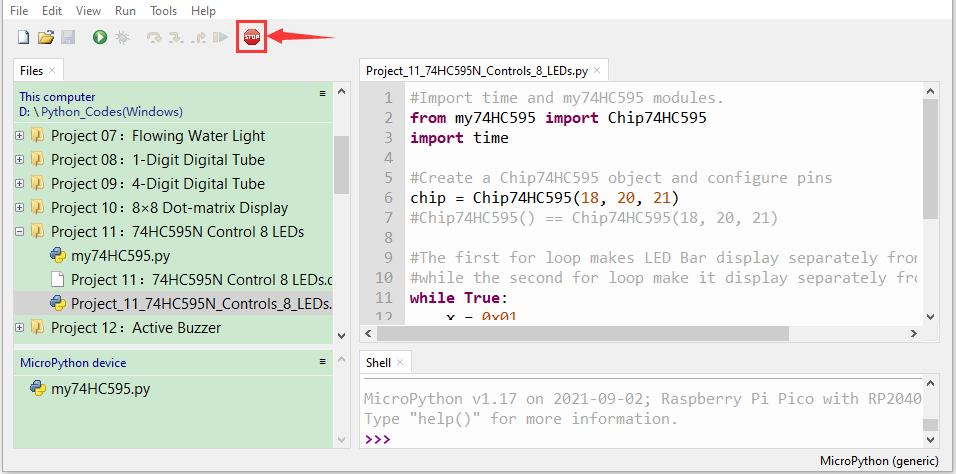 File Edit View Run Tools Help
STOP
Files ×
This computer
D: \ Python_Codes(Windows)
Project 07：Flowing Water Light
Project 08：1-Digit Digital Tube
Project 09：4-Digit Digital Tube
Project 10：8×8 Dot-matrix Display
Project 11：74HC595N Control 8 LEDs
my74HC595.py
Project 11：74HC595N Control 8 LEDs.c
Project_11_74HC595N_Controls_8_LEDs.
Project 12：Active Buzzer
MicroPython device
my74HC595.py
Project_11_74HC595N_Controls_8_LEDs.py ×
1 #Import time and my74HC595 modules.
2 from my74HC595 import Chip74HC595
3 import time
4
5 #Create a Chip74HC595 object and configure pins
6 chip = Chip74HC595(18, 20, 21)
7 #Chip74HC595() == Chip74HC595(18, 20, 21)
8
9 #The first for loop makes LED Bar display separately from
10 #while the second for loop make it display separately fro
11 while True:
12 x = 0x01
Shell ×
MicroPython v1.17 on 2021-09-02; Raspberry Pi Pico with RP2040
Type "help()" for more information.
>>>
MicroPython (generic)